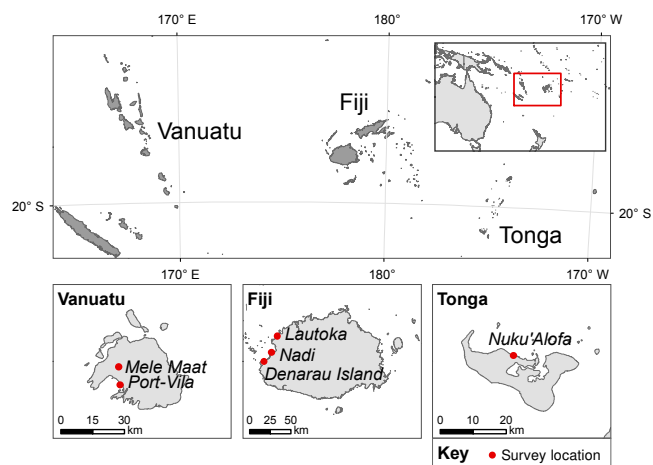 170° E
180°
170° W
Vanuatu
Fiji
Tonga
20° S
20° S
170° E
180°
170° W
Vanuatu
Mele Maat
Port-Vila
0 15 30
km
Fiji
Lautoka
Nadi
Denarau Island
0 25 50
km
Tonga
Nuku'Alofa
0 10 20
km
Key
Survey location